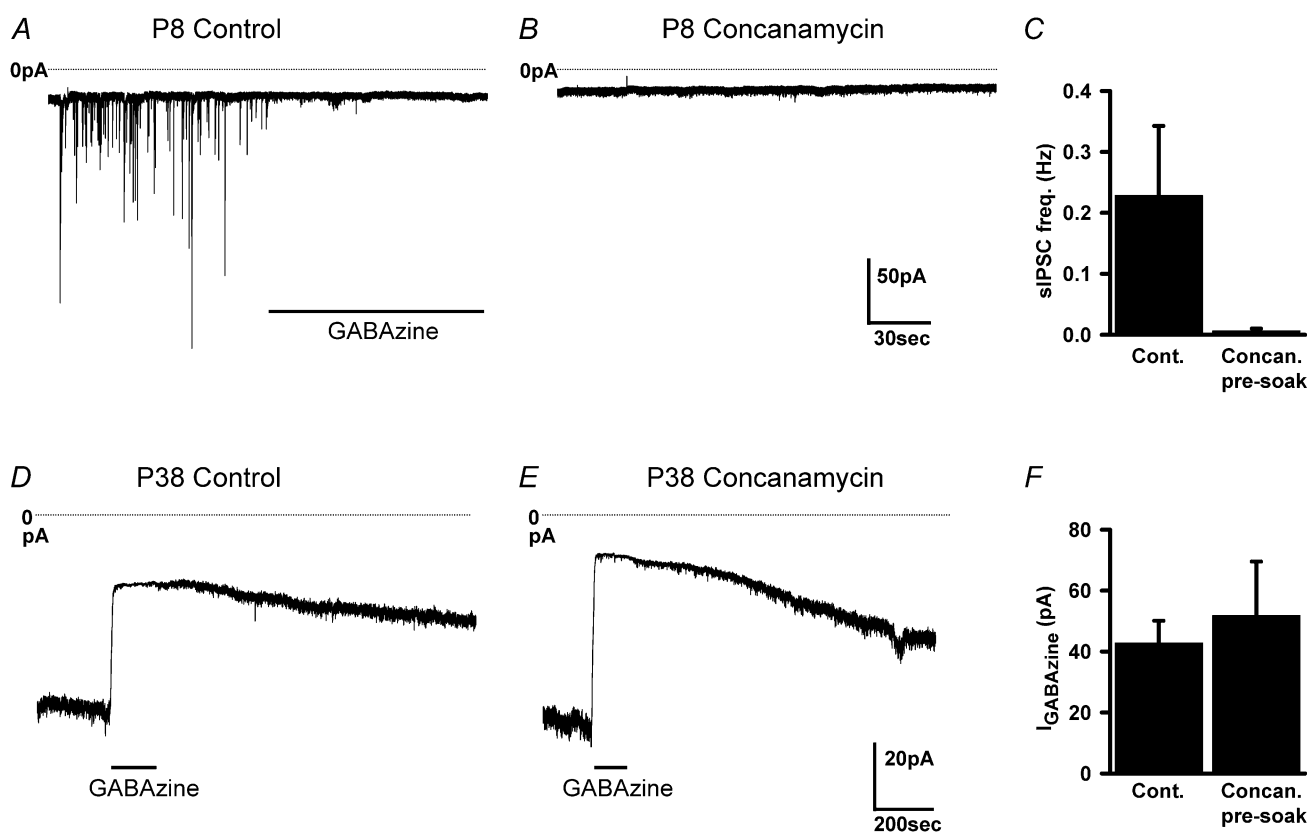 A
P8 Control
0pA
GABAzine
B
P8 Concanamycin
0pA
50pA
30sec
C
sIPSC freq. (Hz)
0.4
0.3
0.2
0.1
0.0
Cont.
Concan.
pre-soak
D
P38 Control
0
pA
GABAzine
E
P38 Concanamycin
0
pA
GABAzine
20pA
200sec
F
IGABAzine (pA)
80
60
40
20
0
Cont.
Concan.
pre-soak